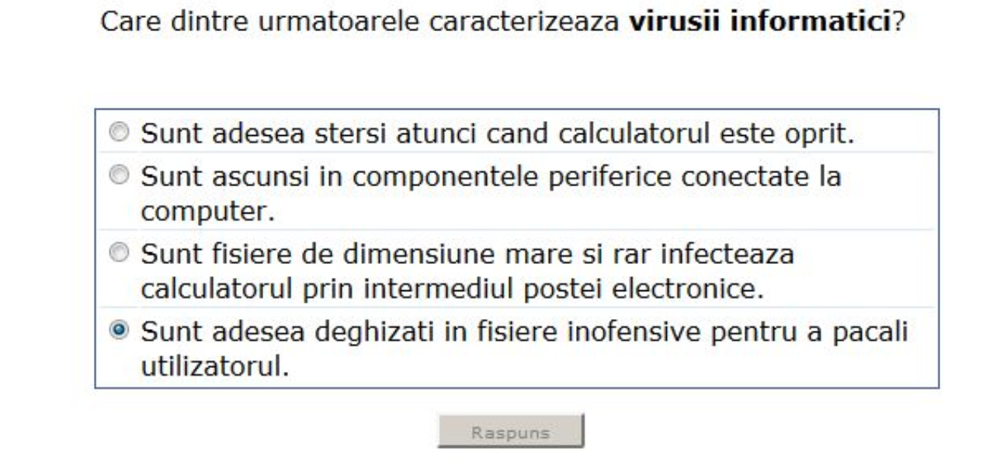 Care dintre urmatoarele caracterizeaza virusii informatici?
Sunt adesea stersi atunci cand calculatorul este oprit.
Sunt ascunsi in componentele periferice conectate la
computer.
Sunt fisiere de dimensiune mare si rar infecteaza
calculatorul prin intermediul postei electronice.
Sunt adesea deghizati in fisiere inofensive pentru a pacali
utilizatorul.
Raspuns